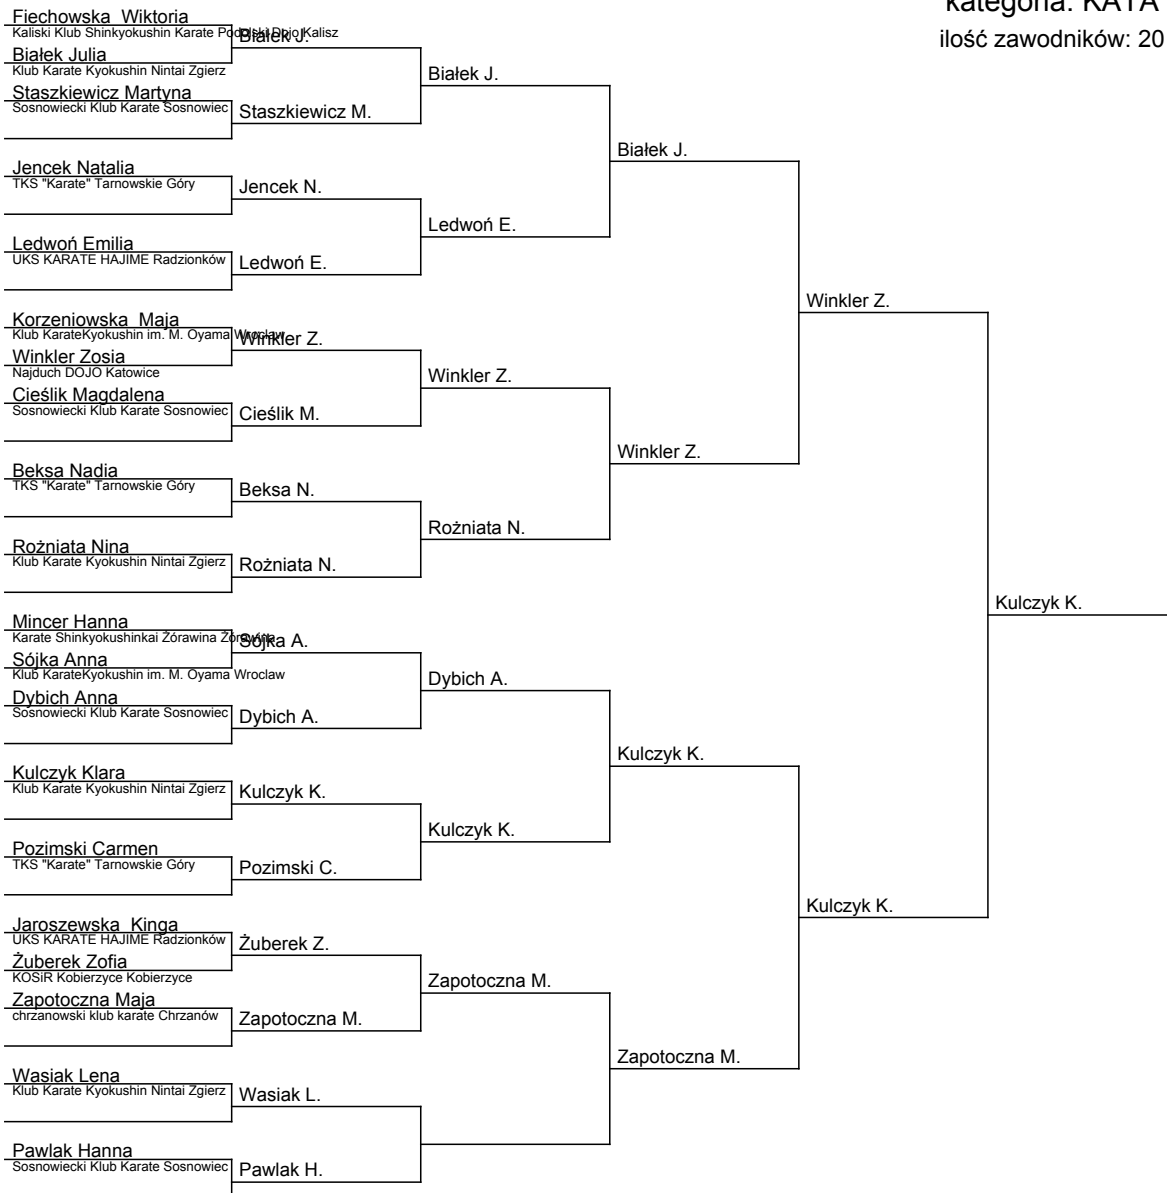 kategoria: KATA
ilość zawodników: 20
Fiechowska Wiktoria
Kaliski Klub Shinkyokushin Karate Podolski Dojo Kalisz
Białek J.
Białek Julia
Klub Karate Kyokushin Nintai Zgierz
Białek J.
Staszkiewicz Martyna
Sosnowiecki Klub Karate Sosnowiec
Staszkiewicz M.
Białek J.
Jencek Natalia
TKS "Karate" Tarnowskie Góry
Jencek N.
Ledwoń E.
Ledwoń Emilia
UKS KARATE HAJIME Radzionków
Ledwoń E.
Winkler Z.
Korzeniowska Maja
Klub KarateKyokushin im. M. Oyama Wroclaw
Winkler Z.
Winkler Zosia
Najduch DOJO Katowice
Winkler Z.
Cieślik Magdalena
Sosnowiecki Klub Karate Sosnowiec
Cieślik M.
Winkler Z.
Beksa Nadia
TKS "Karate" Tarnowskie Góry
Beksa N.
Rożniata N.
Rożniata Nina
Klub Karate Kyokushin Nintai Zgierz
Rożniata N.
Kulczyk K.
Mincer Hanna
Karate Shinkyokushinkai Żórawina Żórawina
Sójka A.
Sójka Anna
Klub KarateKyokushin im. M. Oyama Wroclaw
Dybich A.
Dybich Anna
Sosnowiecki Klub Karate Sosnowiec
Dybich A.
Kulczyk K.
Kulczyk Klara
Klub Karate Kyokushin Nintai Zgierz
Kulczyk K.
Kulczyk K.
Pozimski Carmen
TKS "Karate" Tarnowskie Góry
Pozimski C.
Kulczyk K.
Jaroszewska Kinga
UKS KARATE HAJIME Radzionków
Żuberek Z.
Żuberek Zofia
KOSiR Kobierzyce Kobierzyce
Zapotoczna M.
Zapotoczna Maja
chrzanowski klub karate Chrzanów
Zapotoczna M.
Zapotoczna M.
Wasiak Lena
Klub Karate Kyokushin Nintai Zgierz
Wasiak L.
Pawlak Hanna
Sosnowiecki Klub Karate Sosnowiec
Pawlak H.